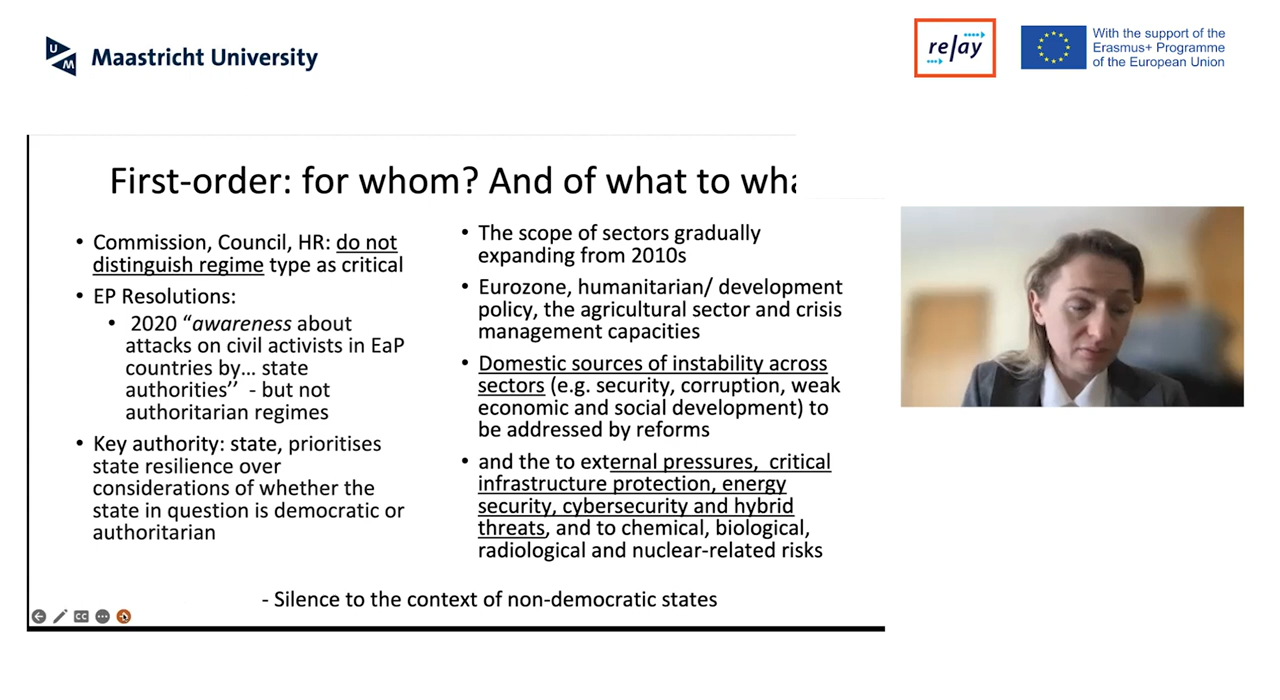 Maastricht University
relay
With the support of the
Erasmus+ Programme
of the European Union
First-order: for whom? And of what to wha
• Commission, Council, HR: do not
distinguish regime type as critical
• EP Resolutions:
• 2020 “awareness about
attacks on civil activists in EaP
countries by… state
authorities’’ - but not
authoritarian regimes
• Key authority: state, prioritises
state resilience over
considerations of whether the
state in question is democratic or
authoritarian
• The scope of sectors gradually
expanding from 2010s
• Eurozone, humanitarian/ development
policy, the agricultural sector and crisis
management capacities
• Domestic sources of instability across
sectors (e.g. security, corruption, weak
economic and social development) to
be addressed by reforms
• and the to external pressures, critical
infrastructure protection, energy
security, cybersecurity and hybrid
threats, and to chemical, biological,
radiological and nuclear-related risks
- Silence to the context of non-democratic states